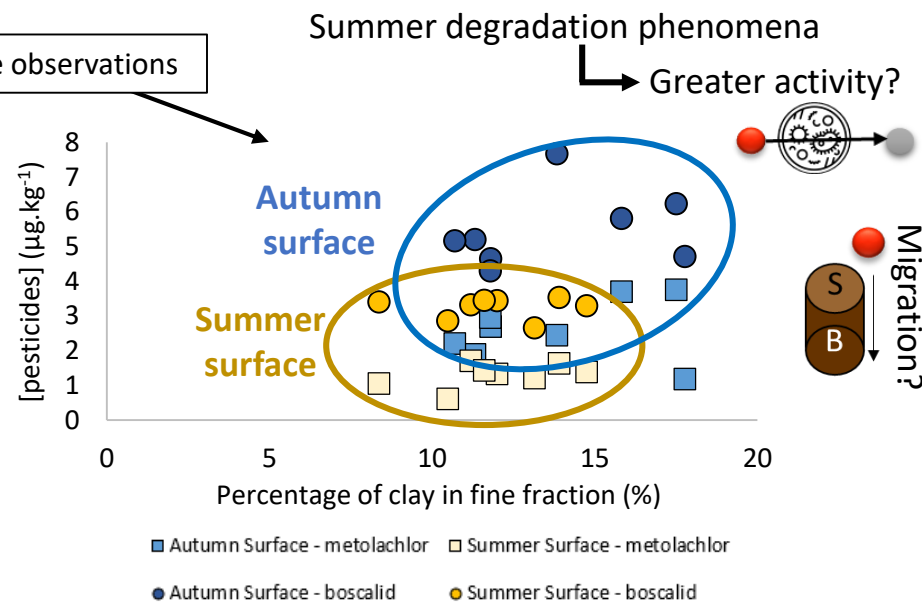 Summer degradation phenomena
observations
Greater activity?
[pesticides] (µg.kg-1)
8
7
6
5
4
3
2
1
0
Autumn
surface
Summer
surface
0 5 10 15 20
Percentage of clay in fine fraction (%)
S
B
Migration?
Autumn Surface - metolachlor Summer Surface - metolachlor
Autumn Surface - boscalid Summer Surface - boscalid